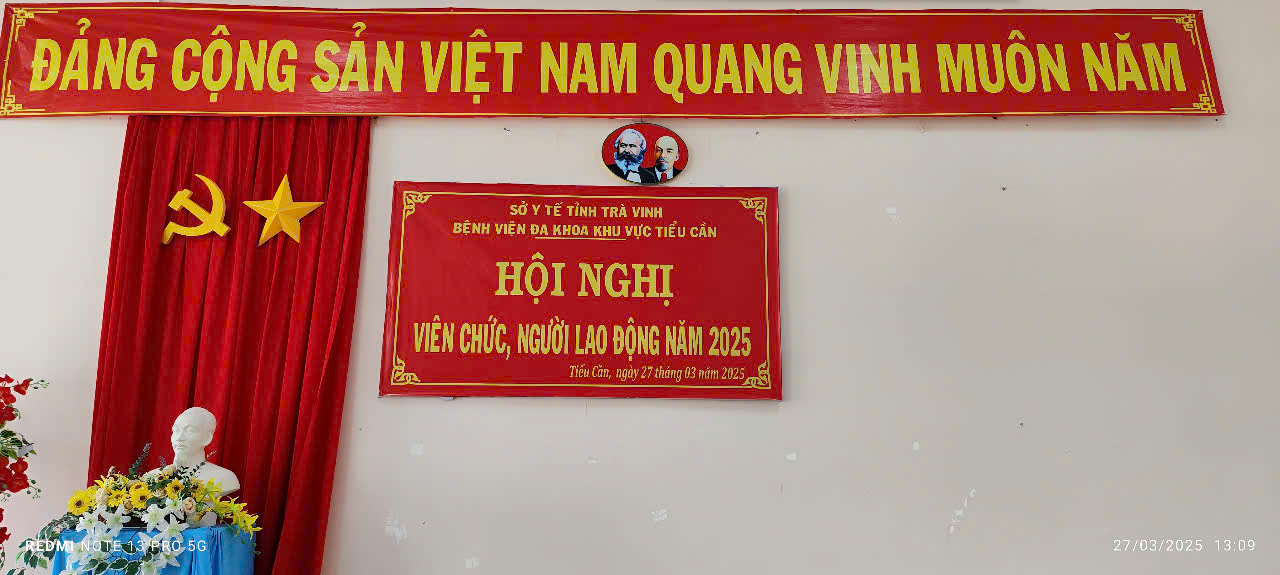 ĐẢNG CỘNG SẢN VIỆT NAM QUANG VINH MUÔN NĂM
SỞ Y TẾ TỈNH TRÀ VINH
BỆNH VIỆN ĐA KHOA KHU VỰC TIỂU CẦN
HỘI NGHỊ
VIÊN CHỨC, NGƯỜI LAO ĐỘNG NĂM 2025
Tiểu Cần, ngày 27 tháng 03 năm 2025
REDMI NOTE 13 PRO 5G
27/03/2025 13:09